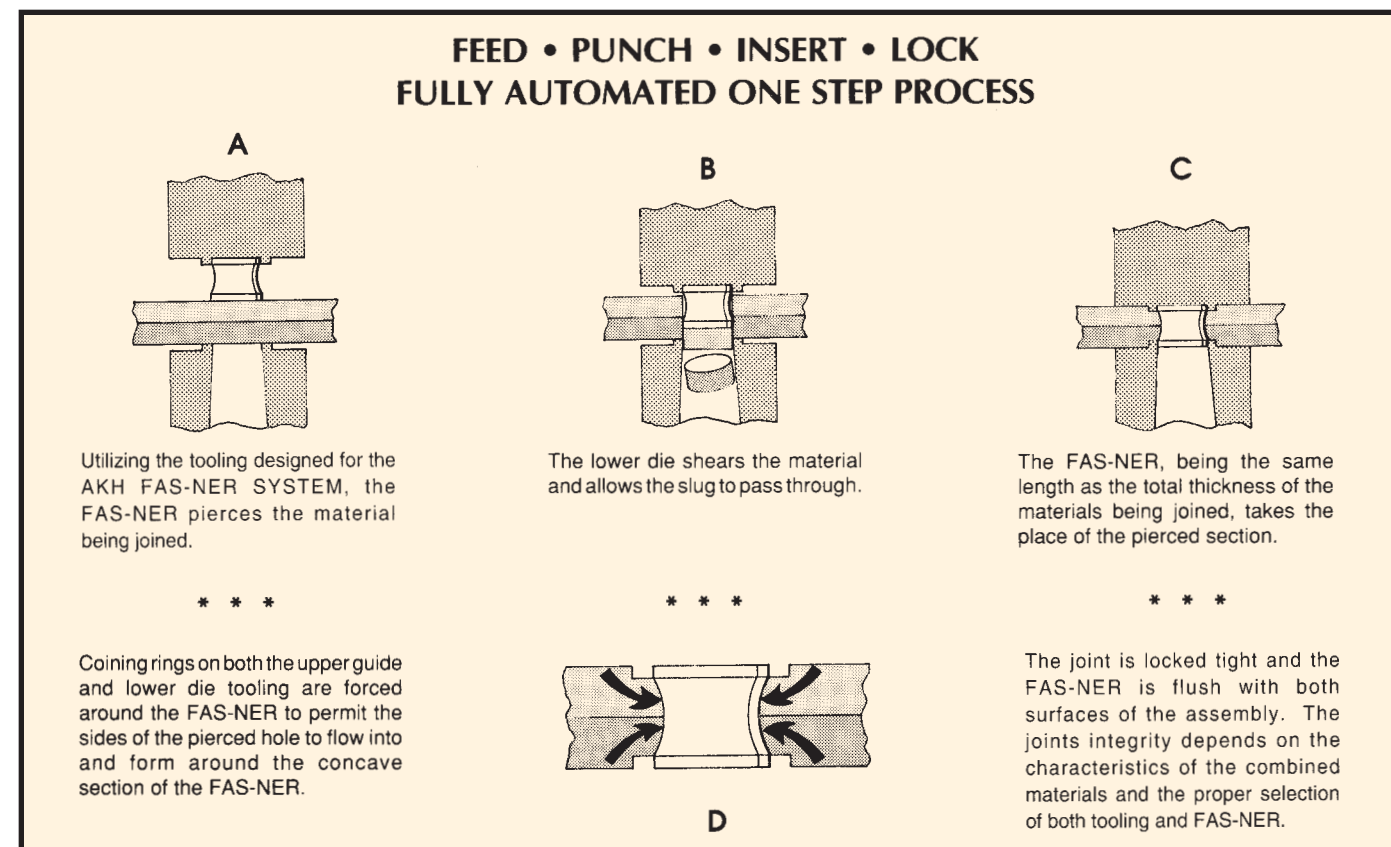 FEED • PUNCH • INSERT • LOCK
FULLY AUTOMATED ONE STEP PROCESS
A
Utilizing the tooling designed for the
AKH FAS-NER SYSTEM, the
FAS-NER pierces the material
being joined.
B
The lower die shears the material
and allows the slug to pass through.
C
The FAS-NER, being the same
length as the total thickness of the
materials being joined, takes the
place of the pierced section.
* * *
* * *
* * *
Coining rings on both the upper guide
and lower die tooling are forced
around the FAS-NER to permit the
sides of the pierced hole to flow into
and form around the concave
section of the FAS-NER.
D
The joint is locked tight and the
FAS-NER is flush with both
surfaces of the assembly. The
joints integrity depends on the
characteristics of the combined
materials and the proper selection
of both tooling and FAS-NER.